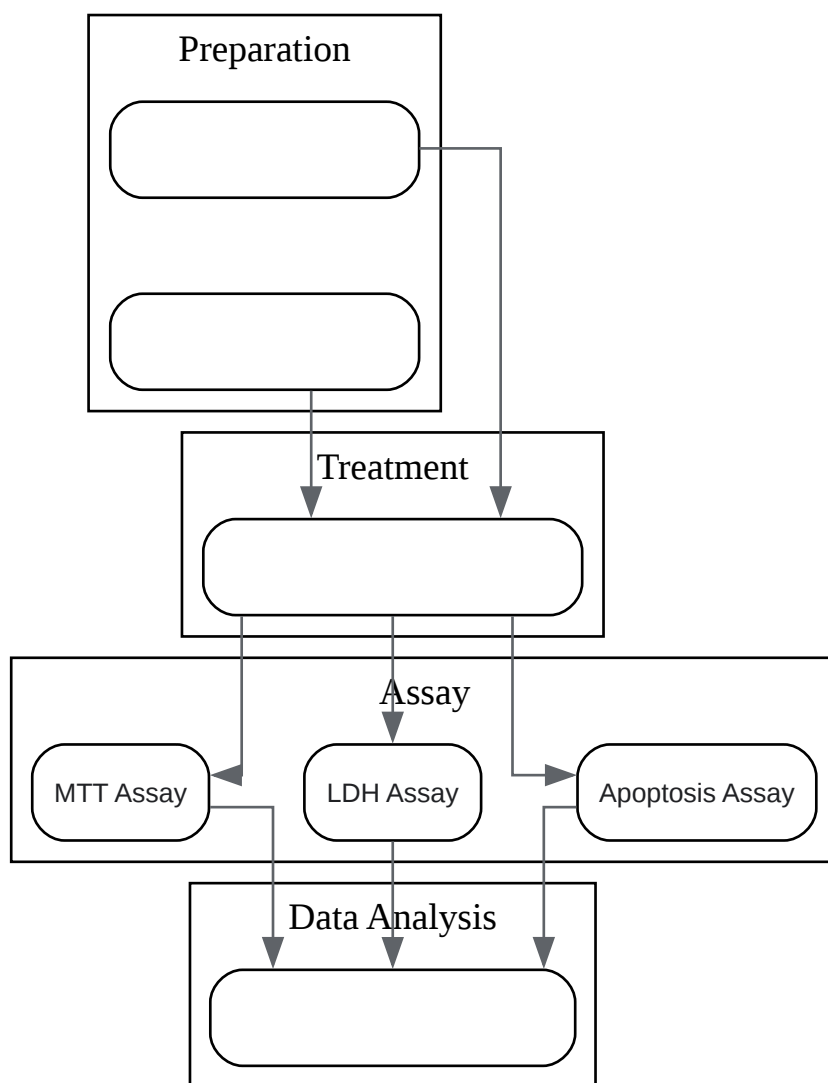 Preparation
Treatment
Assay
MTT Assay
LDH Assay
Apoptosis Assay
Data Analysis